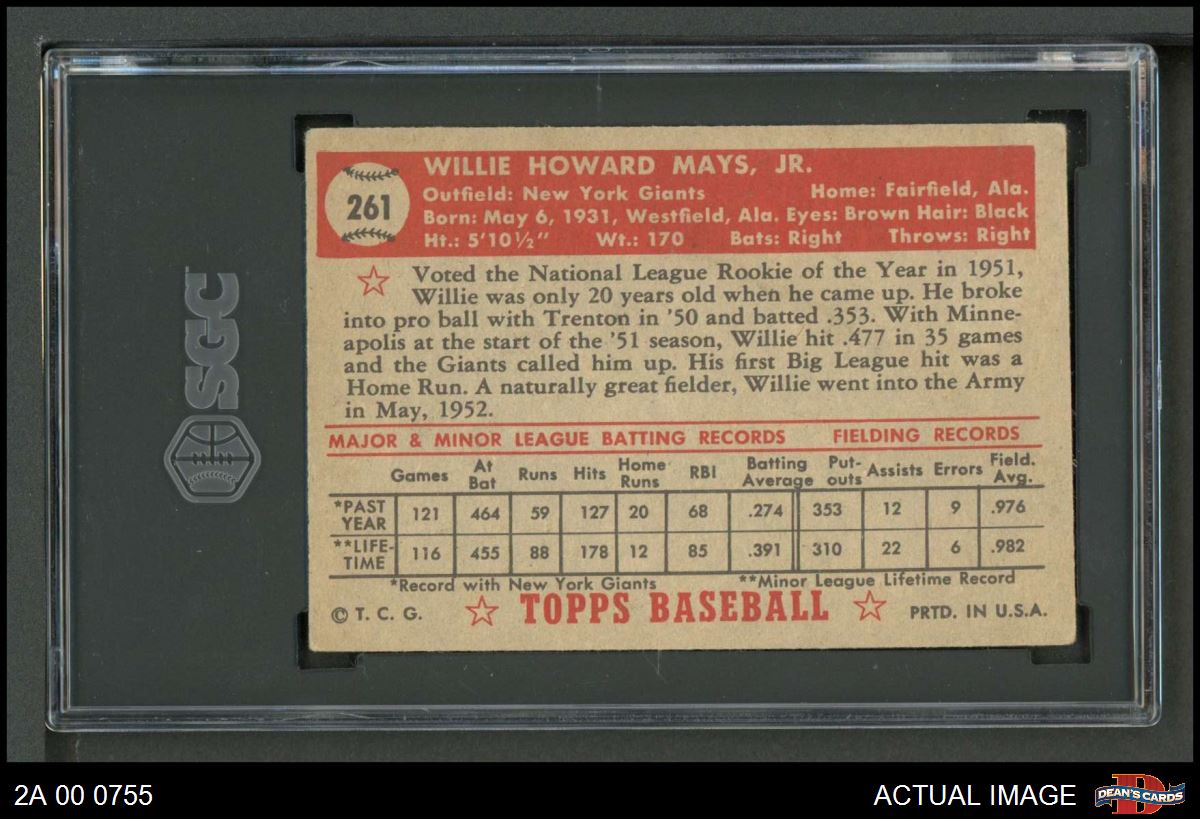 SGC
261
WILLIE HOWARD MAYS, JR.
Outfield: New York Giants Home: Fairfield, Ala.
Born: May 6, 1931, Westfield, Ala. Eyes: Brown Hair: Black
Ht.: 5'10½" Wt.: 170 Bats: Right Throws: Right
Voted the National League Rookie of the Year in 1951,
Willie was only 20 years old when he came up. He broke
into pro ball with Trenton in '50 and batted .353. With Minne-
apolis at the start of the '51 season, Willie hit .477 in 35 games
and the Giants called him up. His first Big League hit was a
Home Run. A naturally great fielder, Willie went into the Army
in May, 1952.
MAJOR & MINOR LEAGUE BATTING RECORDS FIELDING RECORDS
Games At Bat Runs Hits Home Runs RBI Batting Average Put-outs Assists Errors Field. Avg.
*PAST YEAR 121 464 59 127 20 68 .274 353 12 9 .976
**LIFE-TIME 116 455 88 178 12 85 .391 310 22 6 .982
*Record with New York Giants **Minor League Lifetime Record
© T. C. G. TOPPS BASEBALL PRTD. IN U.S.A.
2A 00 0755 ACTUAL IMAGE DEAN'S CARDS